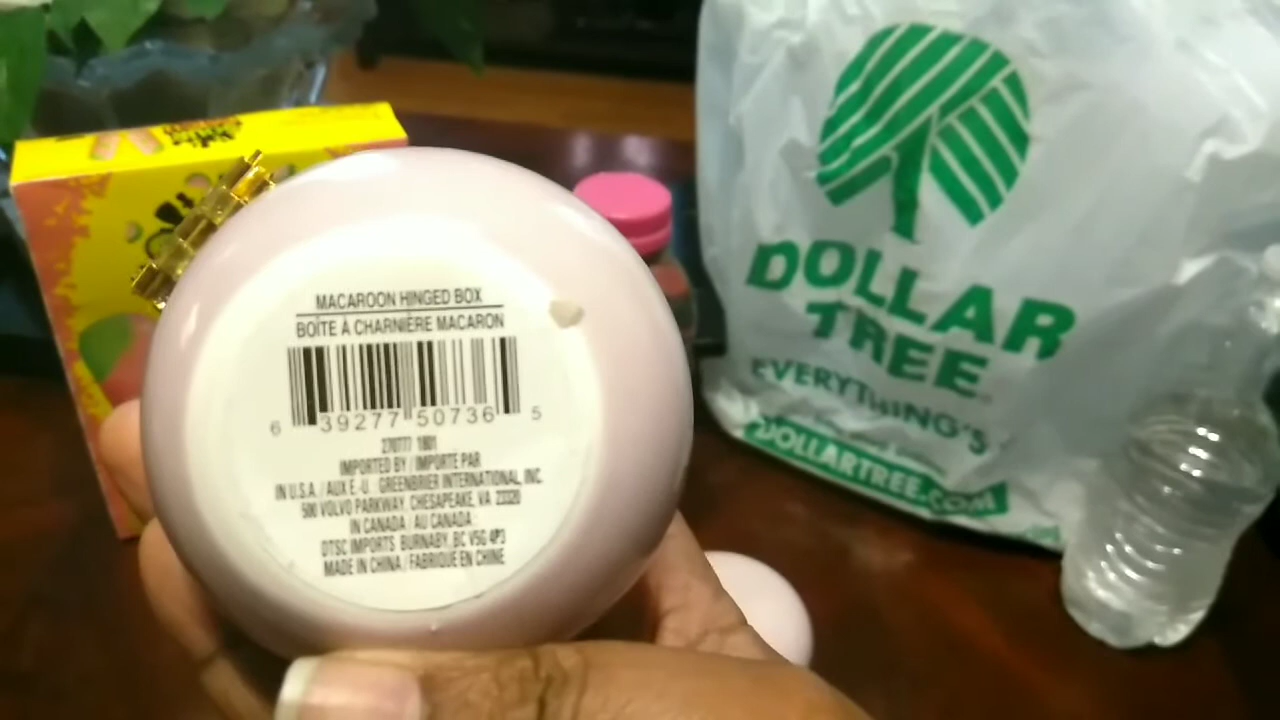 MACAROON HINGED BOX
BOÎTE À CHARNIÈRE MACARON
6 39277 50736 5
270777 1801
IMPORTED BY / IMPORTÉ PAR
IN U.S.A. / AUX É.-U. GREENBRIER INTERNATIONAL, INC.
500 VOLVO PARKWAY, CHESAPEAKE, VA 23320
IN CANADA / AU CANADA:
DTSC IMPORTS BURNABY, BC V5G 4P3
MADE IN CHINA / FABRIQUÉ EN CHINE
DOLLAR
TREE
EVERYTHING'S
DOLLARTREE.COM